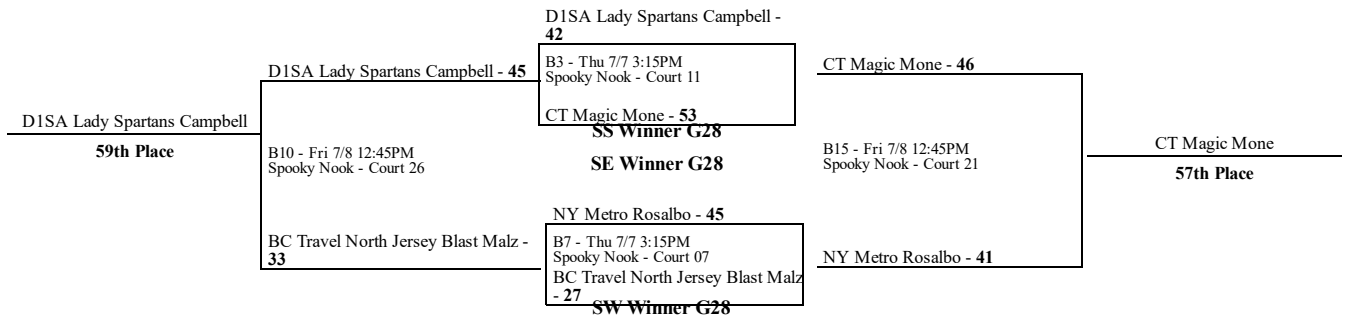 D1SA Lady Spartans Campbell -
42
B3 - Thu 7/7 3:15PM
Spooky Nook - Court 11
CT Magic Mone - 53
SS Winner G28
SE Winner G28
D1SA Lady Spartans Campbell - 45
D1SA Lady Spartans Campbell
59th Place
B10 - Fri 7/8 12:45PM
Spooky Nook - Court 26
BC Travel North Jersey Blast Malz -
33
NY Metro Rosalbo - 45
B7 - Thu 7/7 3:15PM
Spooky Nook - Court 07
BC Travel North Jersey Blast Malz
- 27
SW Winner G28
CT Magic Mone - 46
B15 - Fri 7/8 12:45PM
Spooky Nook - Court 21
NY Metro Rosalbo - 41
CT Magic Mone
57th Place